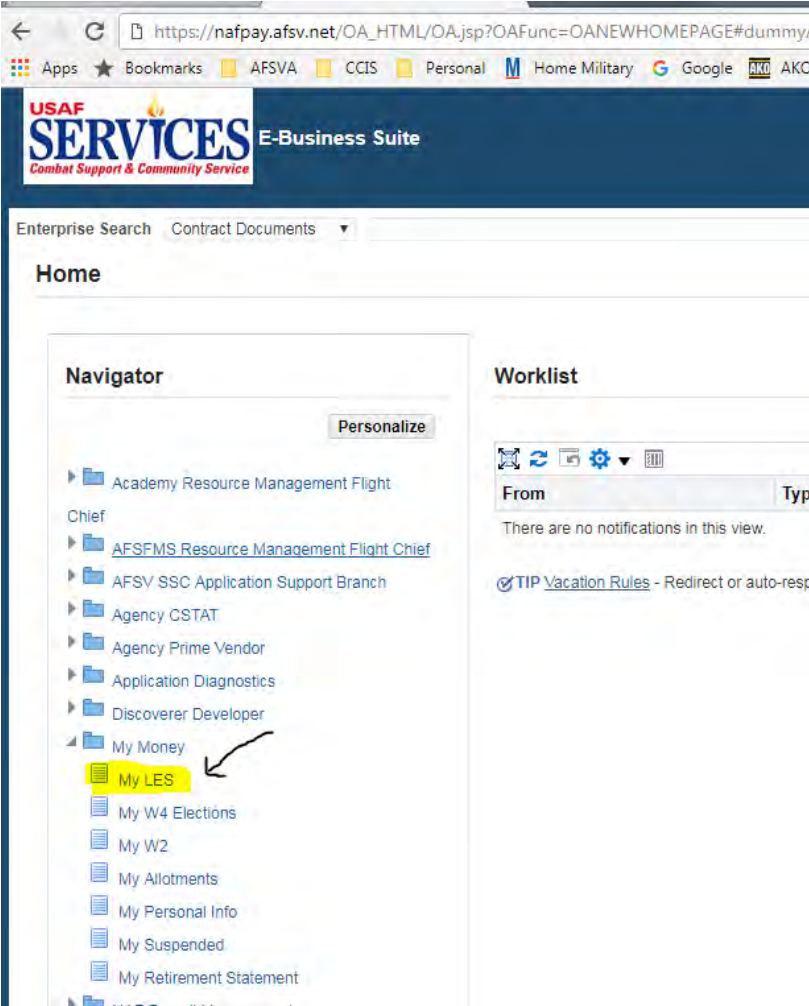 https://nafpay.afsv.net/OA_HTML/OA.jsp?OAFunc=OANEWHOMEPAGE#dummy/
Apps Bookmarks AFSVA CCIS Personal M Home Military G Google AKO AKO
USAF
SERVICES
Combat Support & Community Service
E-Business Suite
Enterprise Search Contract Documents
Home
Navigator
Personalize
Academy Resource Management Flight
Chief
AFSFMS Resource Management Flight Chief
AFSV SSC Application Support Branch
Agency CSTAT
Agency Prime Vendor
Application Diagnostics
Discoverer Developer
My Money
My LES
My W4 Elections
My W2
My Allotments
My Personal Info
My Suspended
My Retirement Statement
Worklist
From Typ
There are no notifications in this view.
TIP Vacation Rules - Redirect or auto-resp